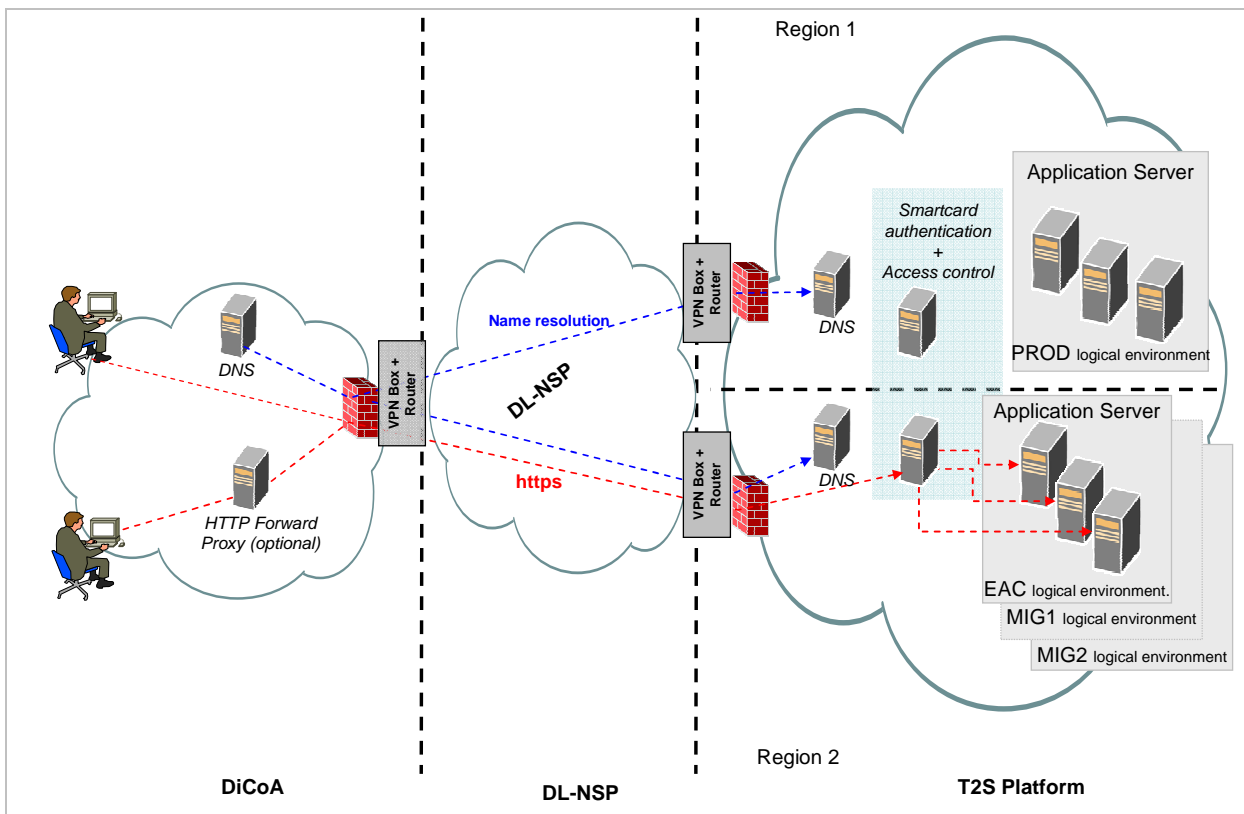 Region 1
Application Server
Smartcard
authentication
+
Access control
VPN Box +
Router
Name resolution
DNS
PROD logical environment
DNS
VPN Box +
Router
DL-NSP
Application Server
VPN Box +
Router
DNS
https
HTTP Forward
Proxy (optional)
EAC logical environment.
MIG1 logical environment
MIG2 logical environment
Region 2
DiCoA
DL-NSP
T2S Platform